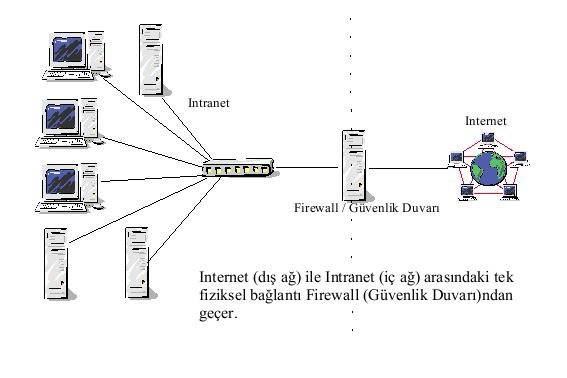 Intranet
Internet
Firewall / Güvenlik Duvarı
Internet (dış ağ) ile Intranet (iç ağ) arasındaki tek
fiziksel bağlantı Firewall (Güvenlik Duvarı)ndan
geçer.